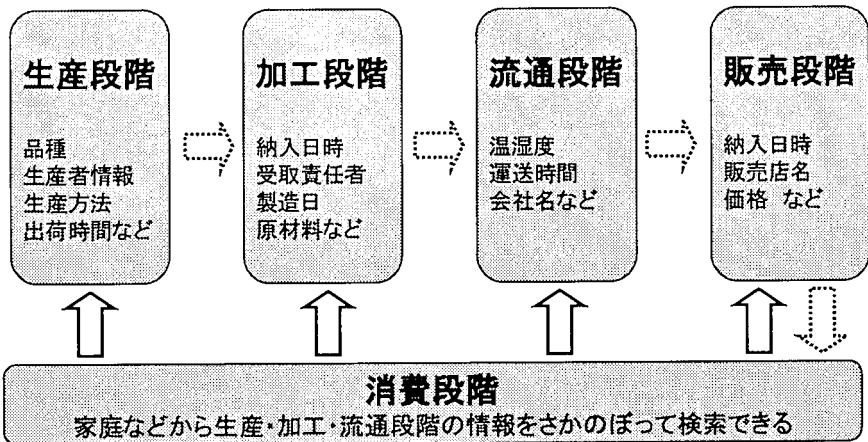 生産段階
品種
生産者情報
生産方法
出荷時間など
加工段階
納入日時
受取責任者
製造日
原材料など
流通段階
温湿度
運送時間
会社名など
販売段階
納入日時
販売店名
価格 など
消費段階
家庭などから生産・加工・流通段階の情報をさかのぼって検索できる